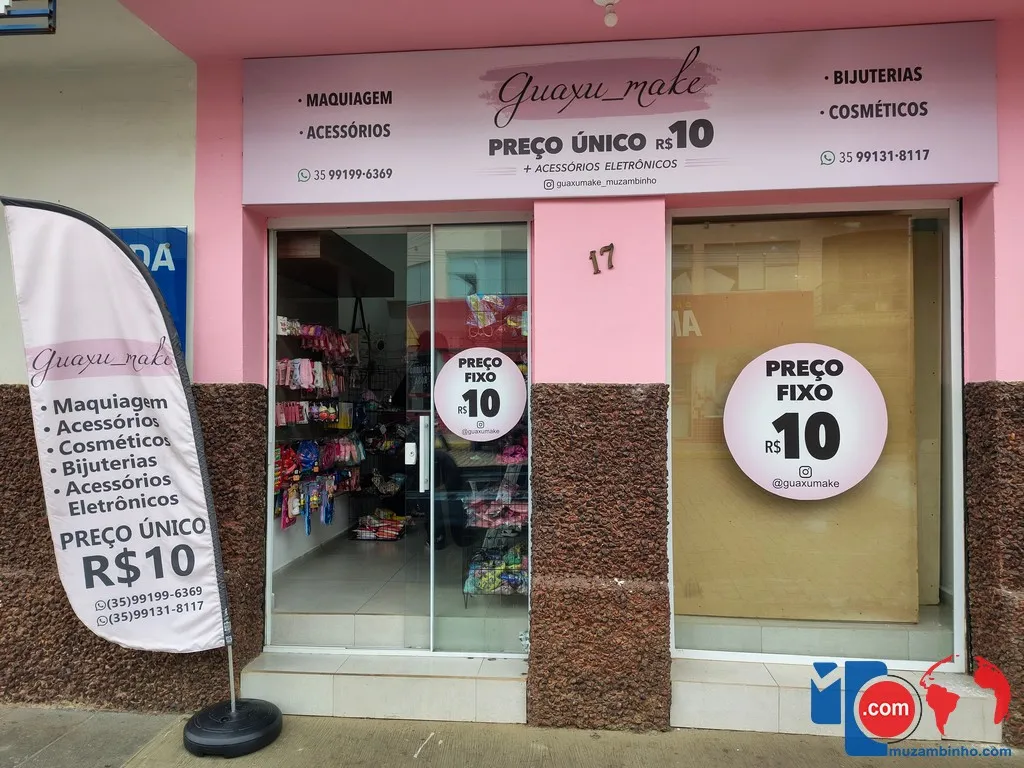 guaxu_make
• MAQUIAGEM
• ACESSÓRIOS
35 99199-6369
PREÇO ÚNICO R$10
+ ACESSÓRIOS ELETRÔNICOS
guaxumake_muzambinho
• BIJUTERIAS
• COSMÉTICOS
35 99131-8117
17
DA
guaxu_make
• Maquiagem
• Acessórios
• Cosméticos
• Bijuterias
• Acessórios
Eletrônicos
PREÇO ÚNICO
R$10
(35)99199-6369
(35)99131-8117
PREÇO
FIXO
R$10
@guaxumake
PREÇO
FIXO
R$10
@guaxumake
.com
muzambinho.com